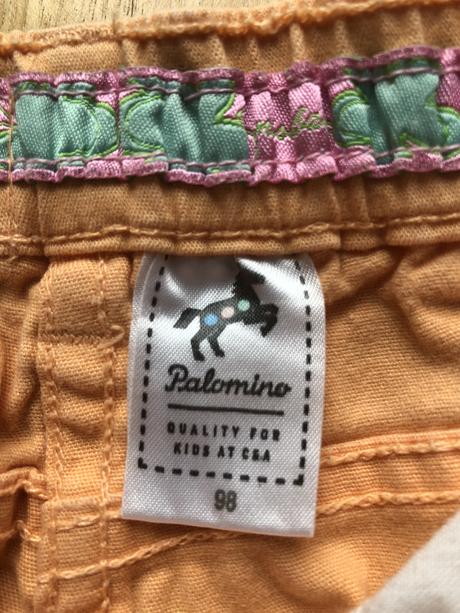 Palomino
QUALITY FOR
KIDS AT C&A
98